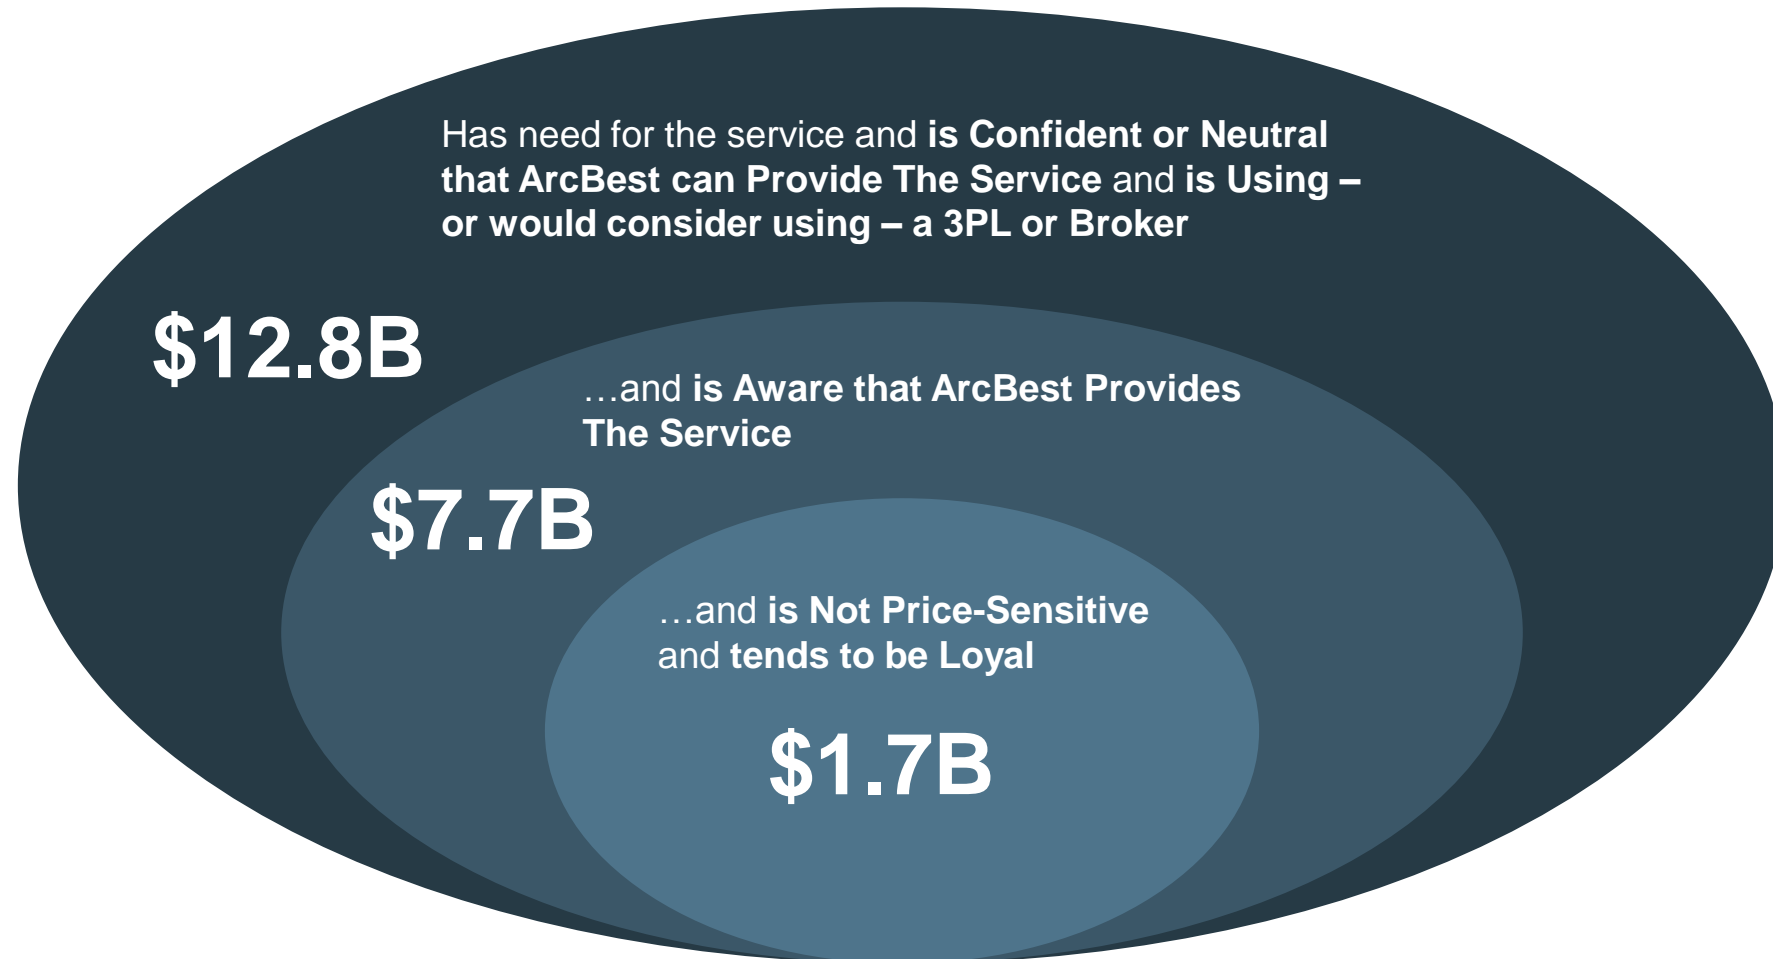 Has need for the service and is Confident or Neutral
that ArcBest can Provide The Service and is Using –
or would consider using – a 3PL or Broker
$12.8B
…and is Aware that ArcBest Provides
The Service
$7.7B
…and is Not Price-Sensitive
and tends to be Loyal
$1.7B